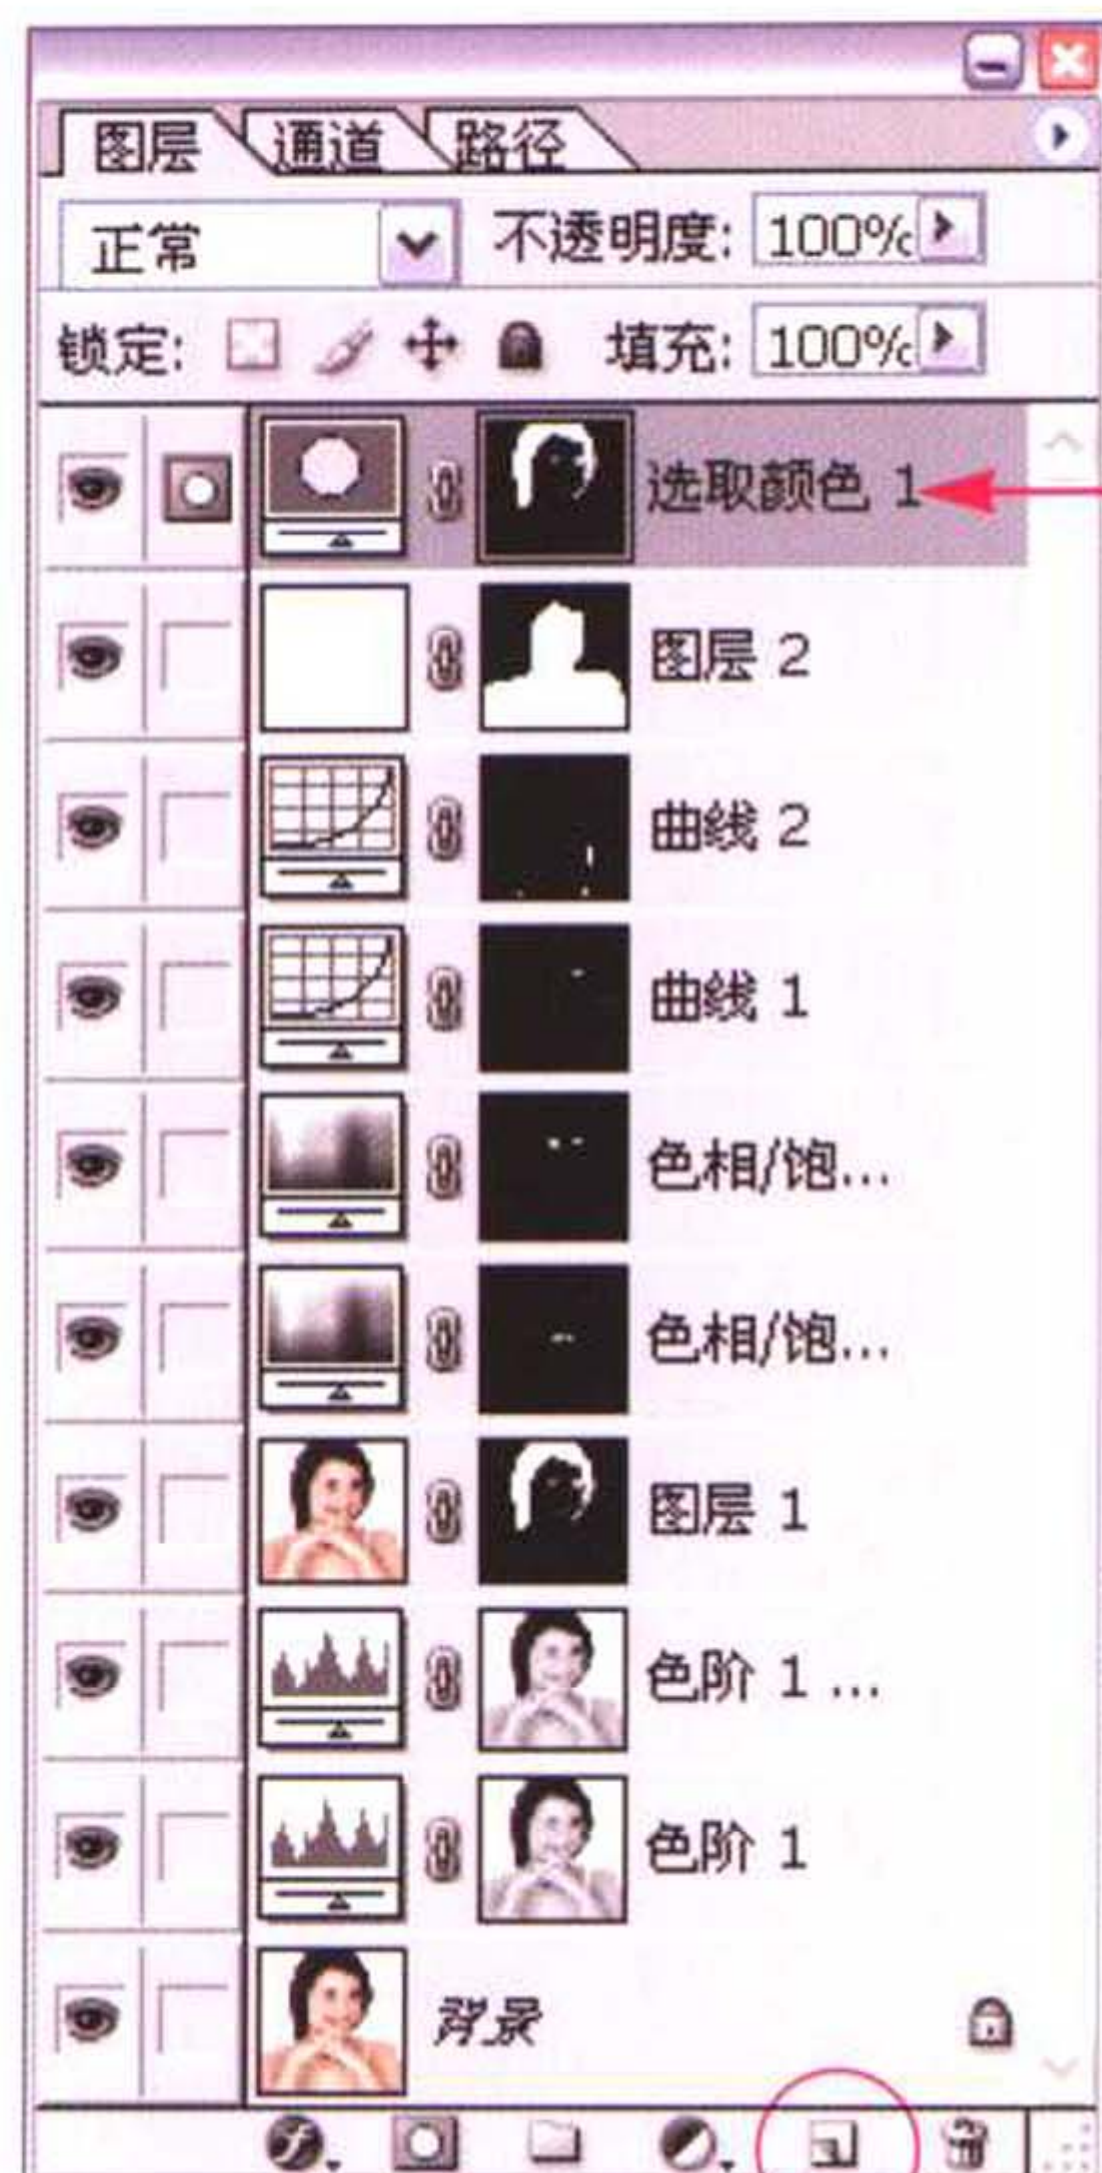 图层 通道 路径
正常 不透明度: 100%
锁定: 填充: 100%
选取颜色 1
图层 2
曲线 2
曲线 1
色相/饱...
色相/饱...
图层 1
色阶 1 ...
色阶 1
背景